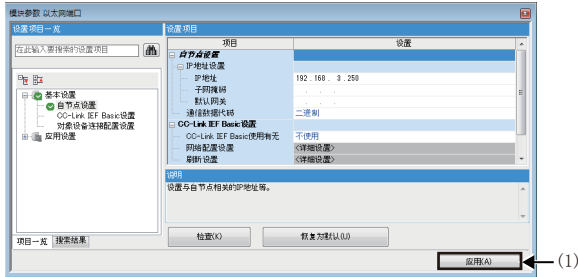 模块参数 以太网端口
设置项目一览
在此输入要搜索的设置项目
基本设置
自节点设置
CC-Link IEF Basic设置
对象设备连接配置设置
应用设置
项目一览 搜索结果
设置项目
项目 设置
自节点设置
IP地址设置
IP地址 192.168. 3.250
子网掩码 . . .
默认网关 . . .
通信数据代码 二进制
CC-Link IEF Basic设置
CC-Link IEF Basic使用有无 不使用
网络配置设置 <详细设置>
刷新设置 <详细设置>
说明
设置与自节点相关的IP地址等。
检查(K) 恢复为默认(U)
应用(A) (1)